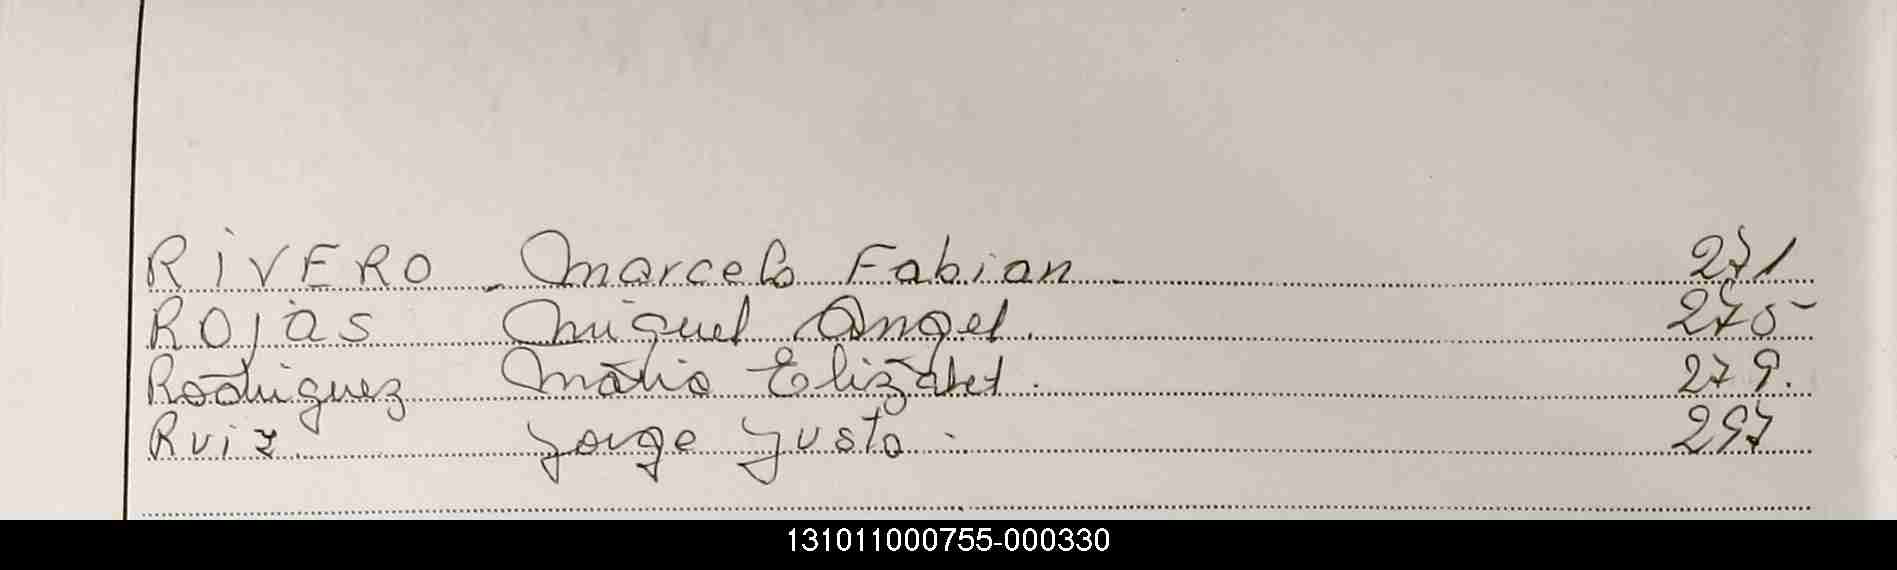 RIVERO - Marcelo Fabian - 271
ROJAS Miguel Angel. 275
Rodriguez Maria Elizabet. 279.
Ruiz Jorge Justo - 297
131011000755-000330